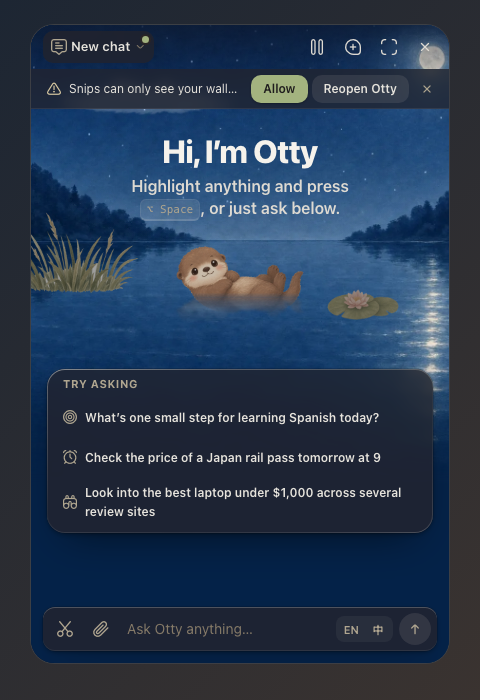 New chat
Snips can only see your wall...
Allow
Reopen Otty
Hi, I’m Otty
Highlight anything and press
⌥ Space, or just ask below.
TRY ASKING
What’s one small step for learning Spanish today?
Check the price of a Japan rail pass tomorrow at 9
Look into the best laptop under $1,000 across several
review sites
Ask Otty anything...
EN 中